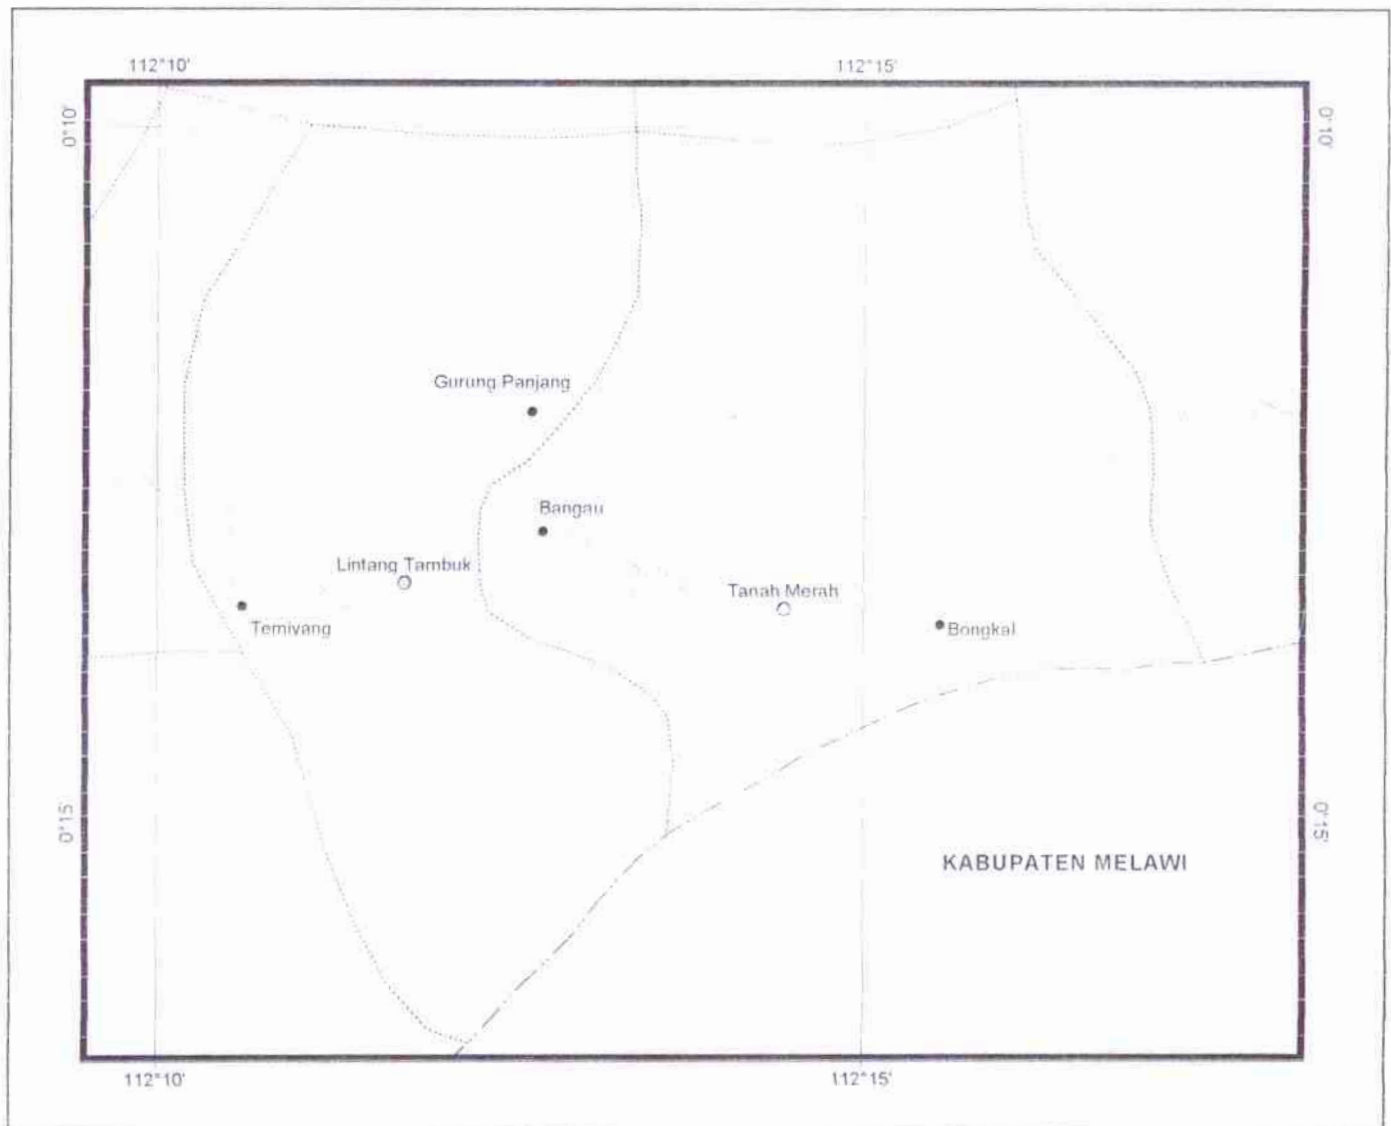 112°10'
112°15'
0°10'
0°10'
Gurung Panjang
Bangau
Lintang Tambuk
Tanah Merah
Temiyang
Bongkal
0°15'
0°15'
KABUPATEN MELAWI
112°10'
112°15'